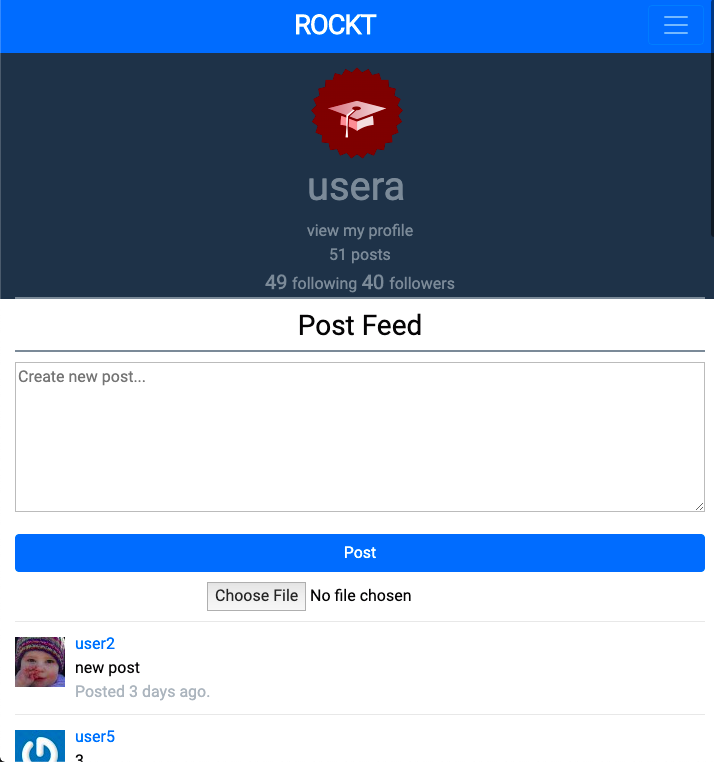 ROCKT
usera
view my profile
51 posts
49 following 40 followers
Post Feed
Create new post...
Post
Choose File No file chosen
user2
new post
Posted 3 days ago.
user5
3